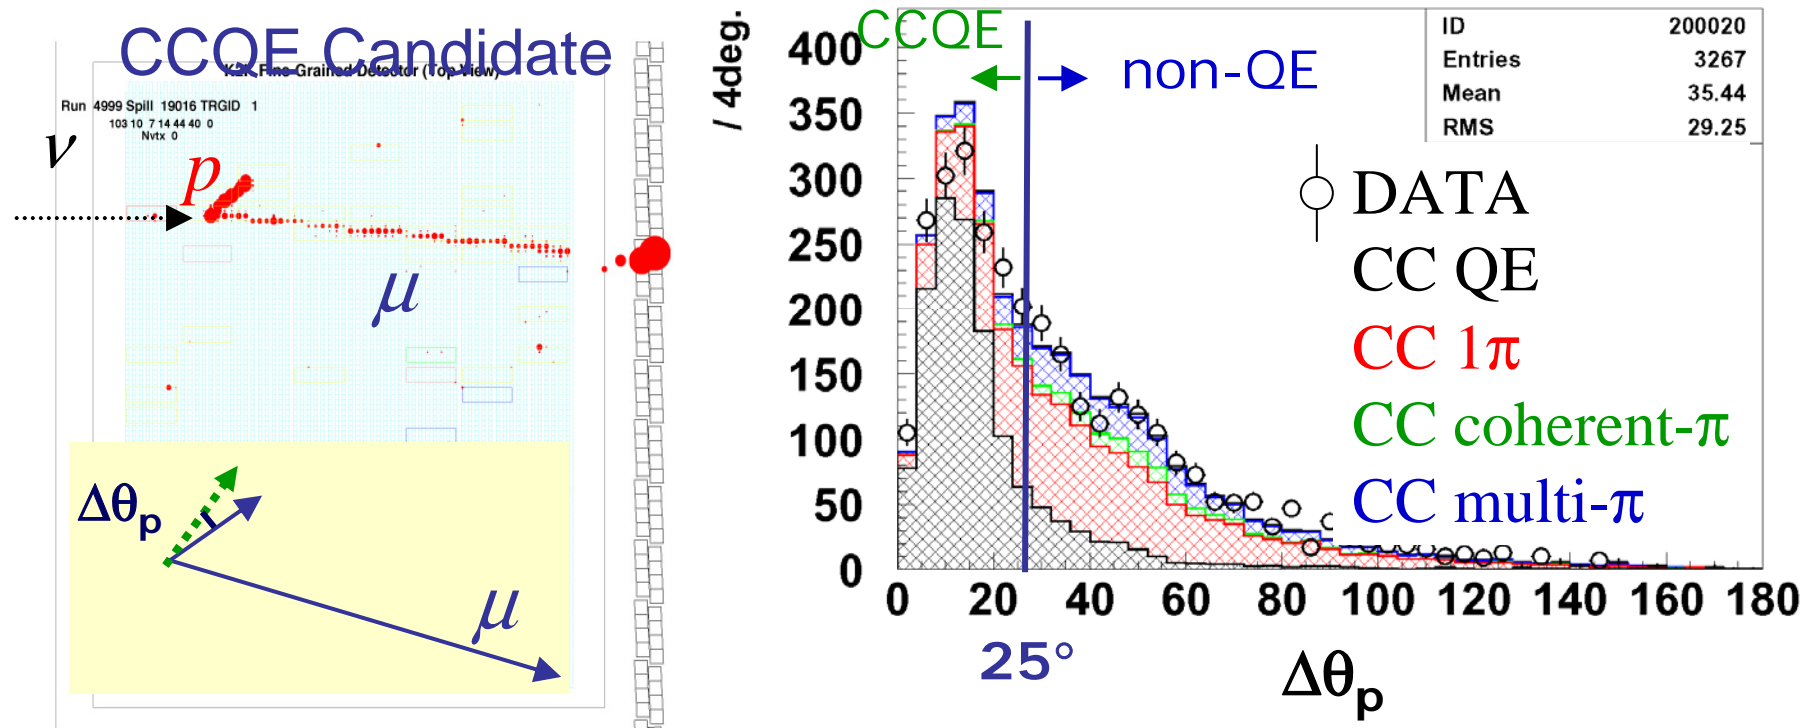 CCQE Candidate
K2K Fine Grained Detector (Top View)
Run 4999 Spill 19016 TRGID 1
103 10 7 14 44 40 0
Nvtx 0
ν
p
μ
Δθp
μ
/ 4deg.
CCQE
non-QE
ID 200020
Entries 3267
Mean 35.44
RMS 29.25
DATA
CC QE
CC 1π
CC coherent-π
CC multi-π
400
350
300
250
200
150
100
50
0
0 20 40 60 80 100 120 140 160 180
25°
Δθp